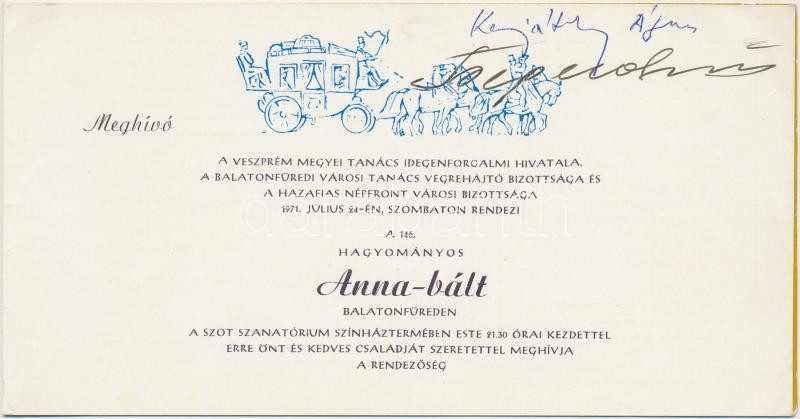 Ágnes
Meghívó
A VESZPRÉM MEGYEI TANÁCS IDEGENFORGALMI HIVATALA,
A BALATONFÜREDI VÁROSI TANÁCS VÉGREHAJTÓ BIZOTTSÁGA ÉS
A HAZAFIAS NÉPFRONT VÁROSI BIZOTTSÁGA
1971. JÚLIUS 24-ÉN, SZOMBATON RENDEZI
A 146.
HAGYOMÁNYOS
Anna-bált
BALATONFÜREDEN
A SZOT SZANATÓRIUM SZÍNHÁZTERMÉBEN ESTE 21.30 ÓRAI KEZDETTEL
ERRE ÖNT ÉS KEDVES CSALÁDJÁT SZERETETTEL MEGHÍVJA
A RENDEZŐSÉG